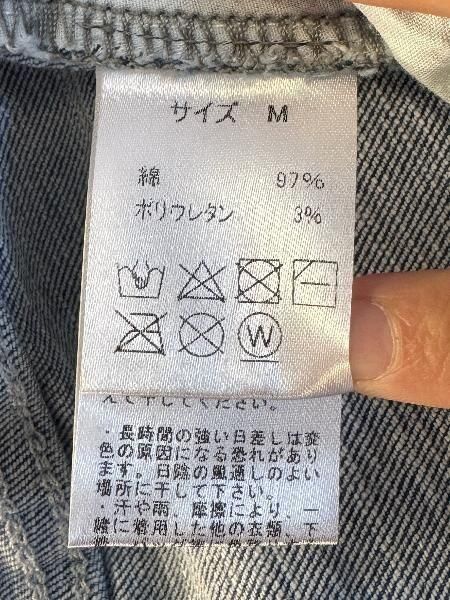 サイズ M
綿 97%
ポリウレタン 3%
W
えて干してください。
・長時間の強い日差しは変
色の原因になる恐れがあり
ます。日陰の風通しのよい
場所に干して下さい。
・汗や雨、摩擦により、一
緒に着用した他の衣類、下